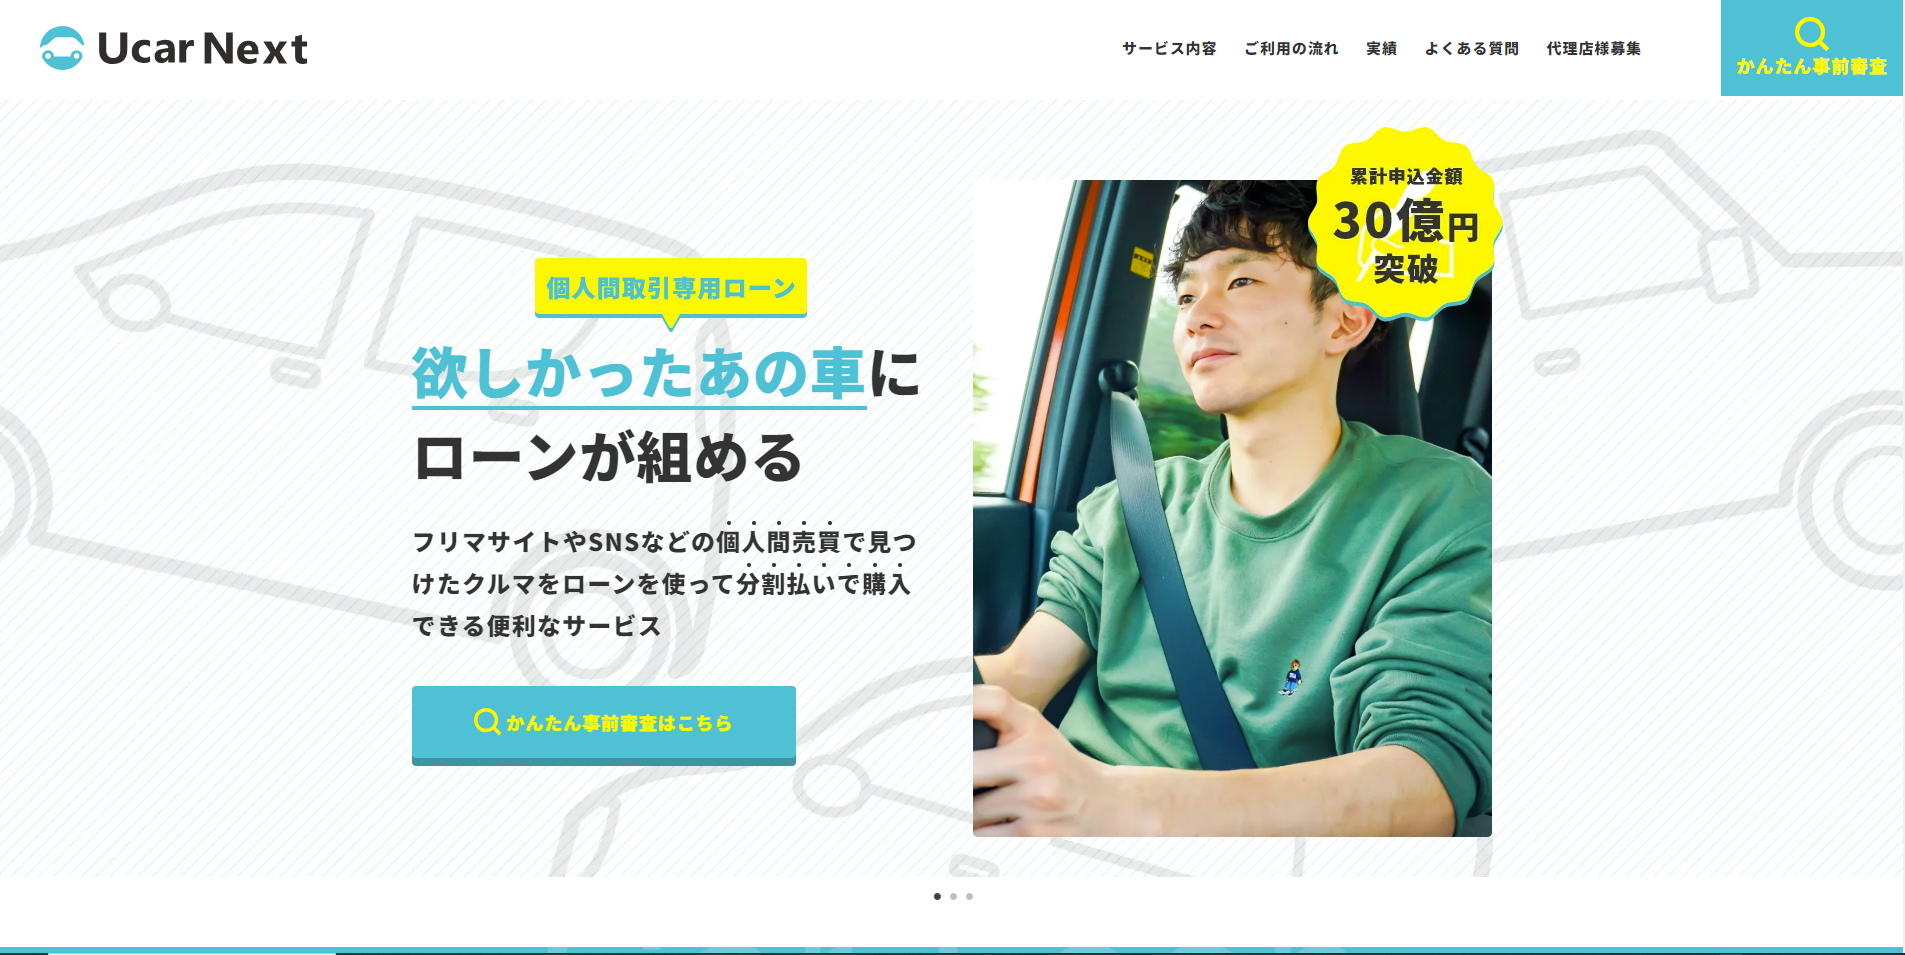 Ucar Next
サービス内容
ご利用の流れ
実績
よくある質問
代理店様募集
かんたん事前審査
累計申込金額
30億円
突破
個人間取引専用ローン
欲しかったあの車に
ローンが組める
フリマサイトやSNSなどの個人間売買で見つ
けたクルマをローンを使って分割払いで購入
できる便利なサービス
かんたん事前審査はこちら